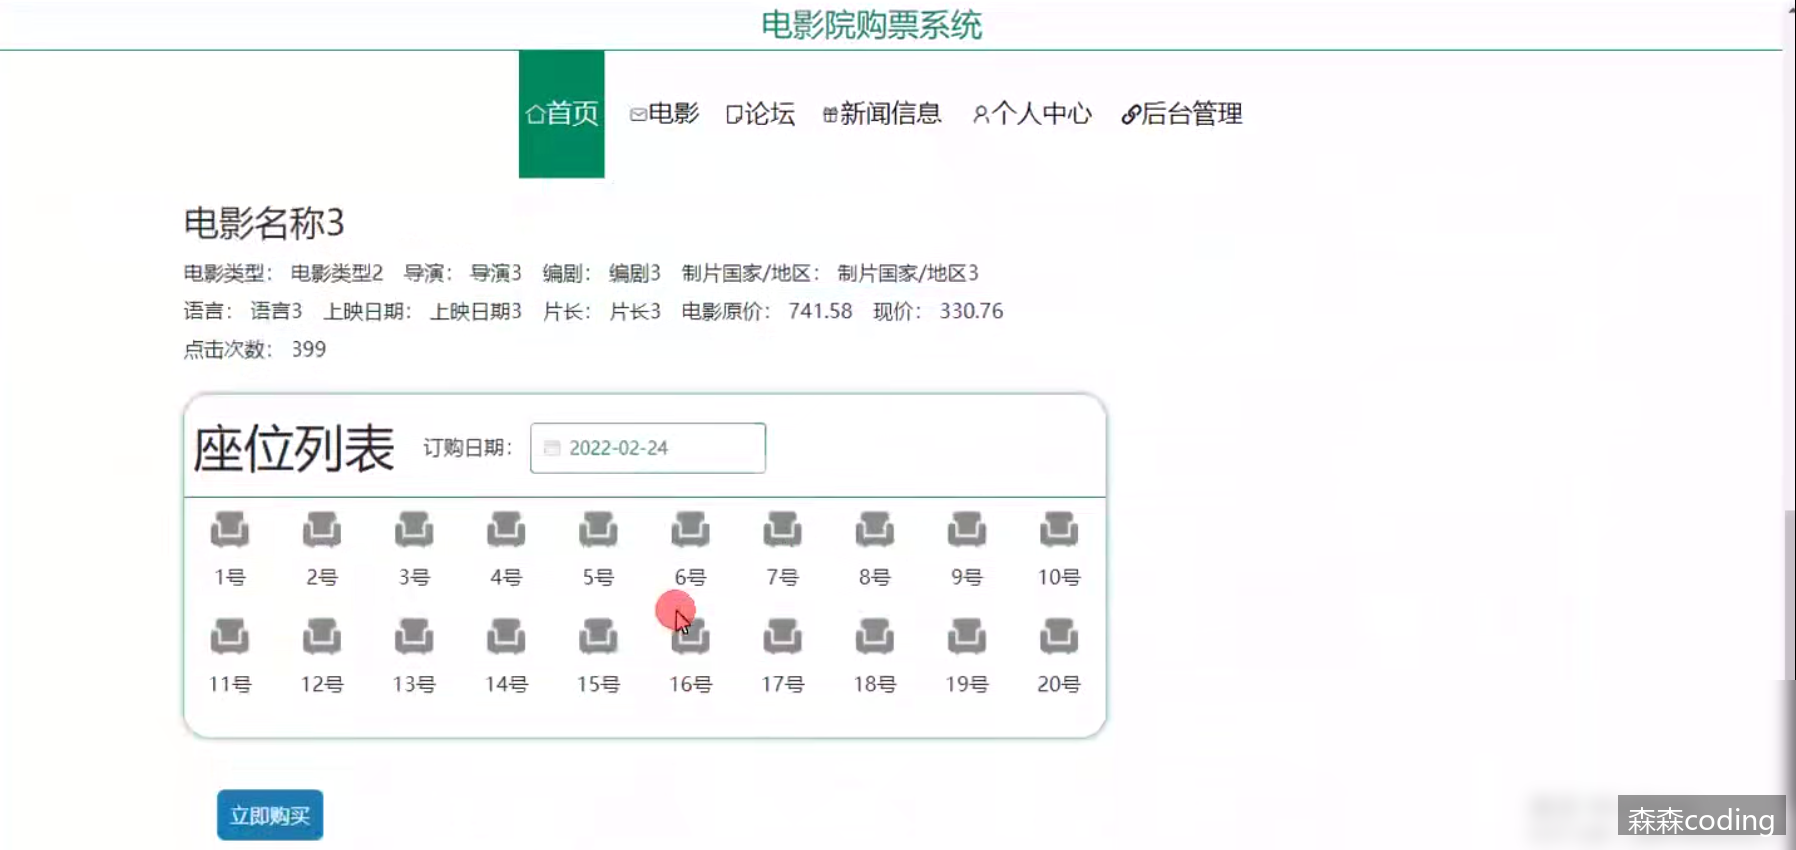 电影院购票系统
首页 电影 论坛 新闻信息 个人中心 后台管理
电影名称3
电影类型： 电影类型2 导演： 导演3 编剧： 编剧3 制片国家/地区： 制片国家/地区3
语言： 语言3 上映日期： 上映日期3 片长： 片长3 电影原价： 741.58 现价： 330.76
点击次数： 399
座位列表 订购日期： 2022-02-24
1号 2号 3号 4号 5号 6号 7号 8号 9号 10号
11号 12号 13号 14号 15号 16号 17号 18号 19号 20号
立即购买
森森coding